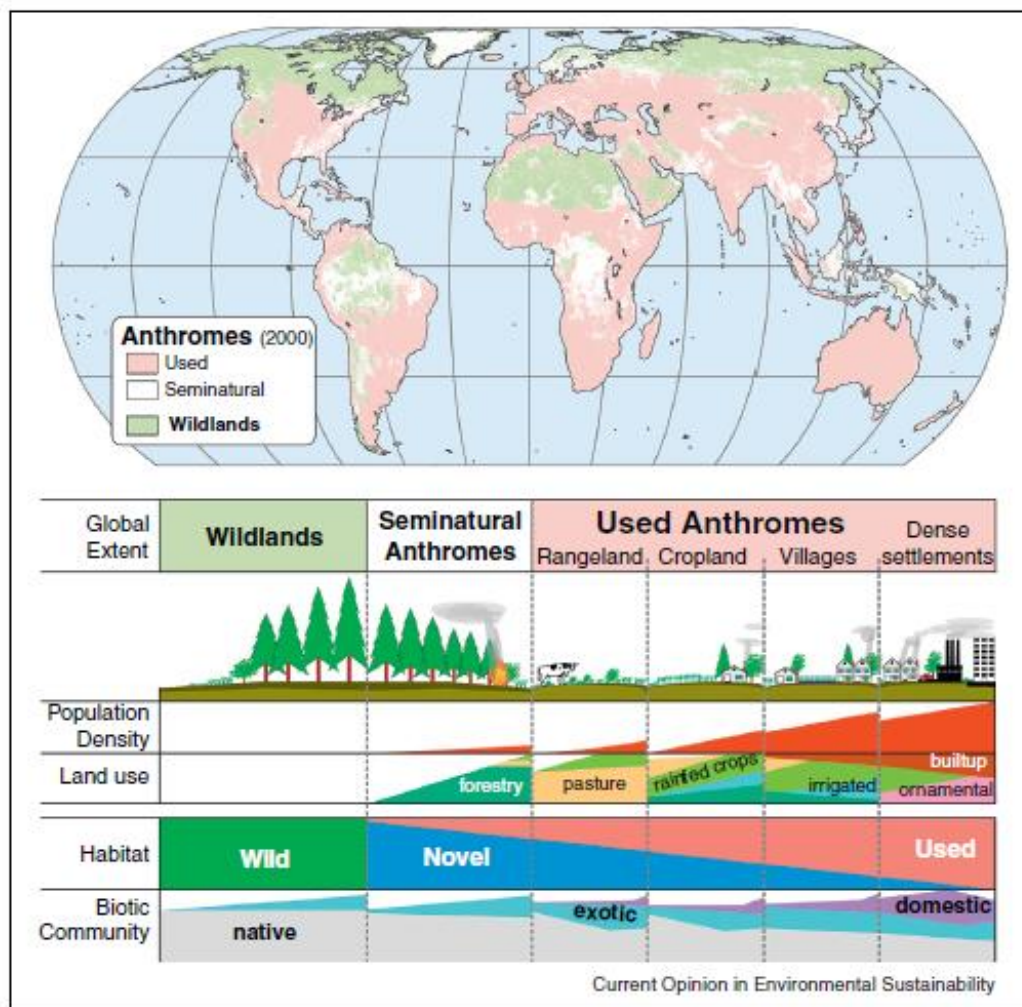 Anthromes (2000)
Used
Seminatural
Wildlands
Global
Extent
Wildlands
Seminatural
Anthromes
Used Anthromes
Rangeland
Cropland
Villages
Dense
settlements
Population
Density
Land use
forestry
pasture
rainfed crops
irrigated
builtup
ornamental
Habitat
Wild
Novel
Used
Biotic
Community
native
exotic
domestic
Current Opinion in Environmental Sustainability